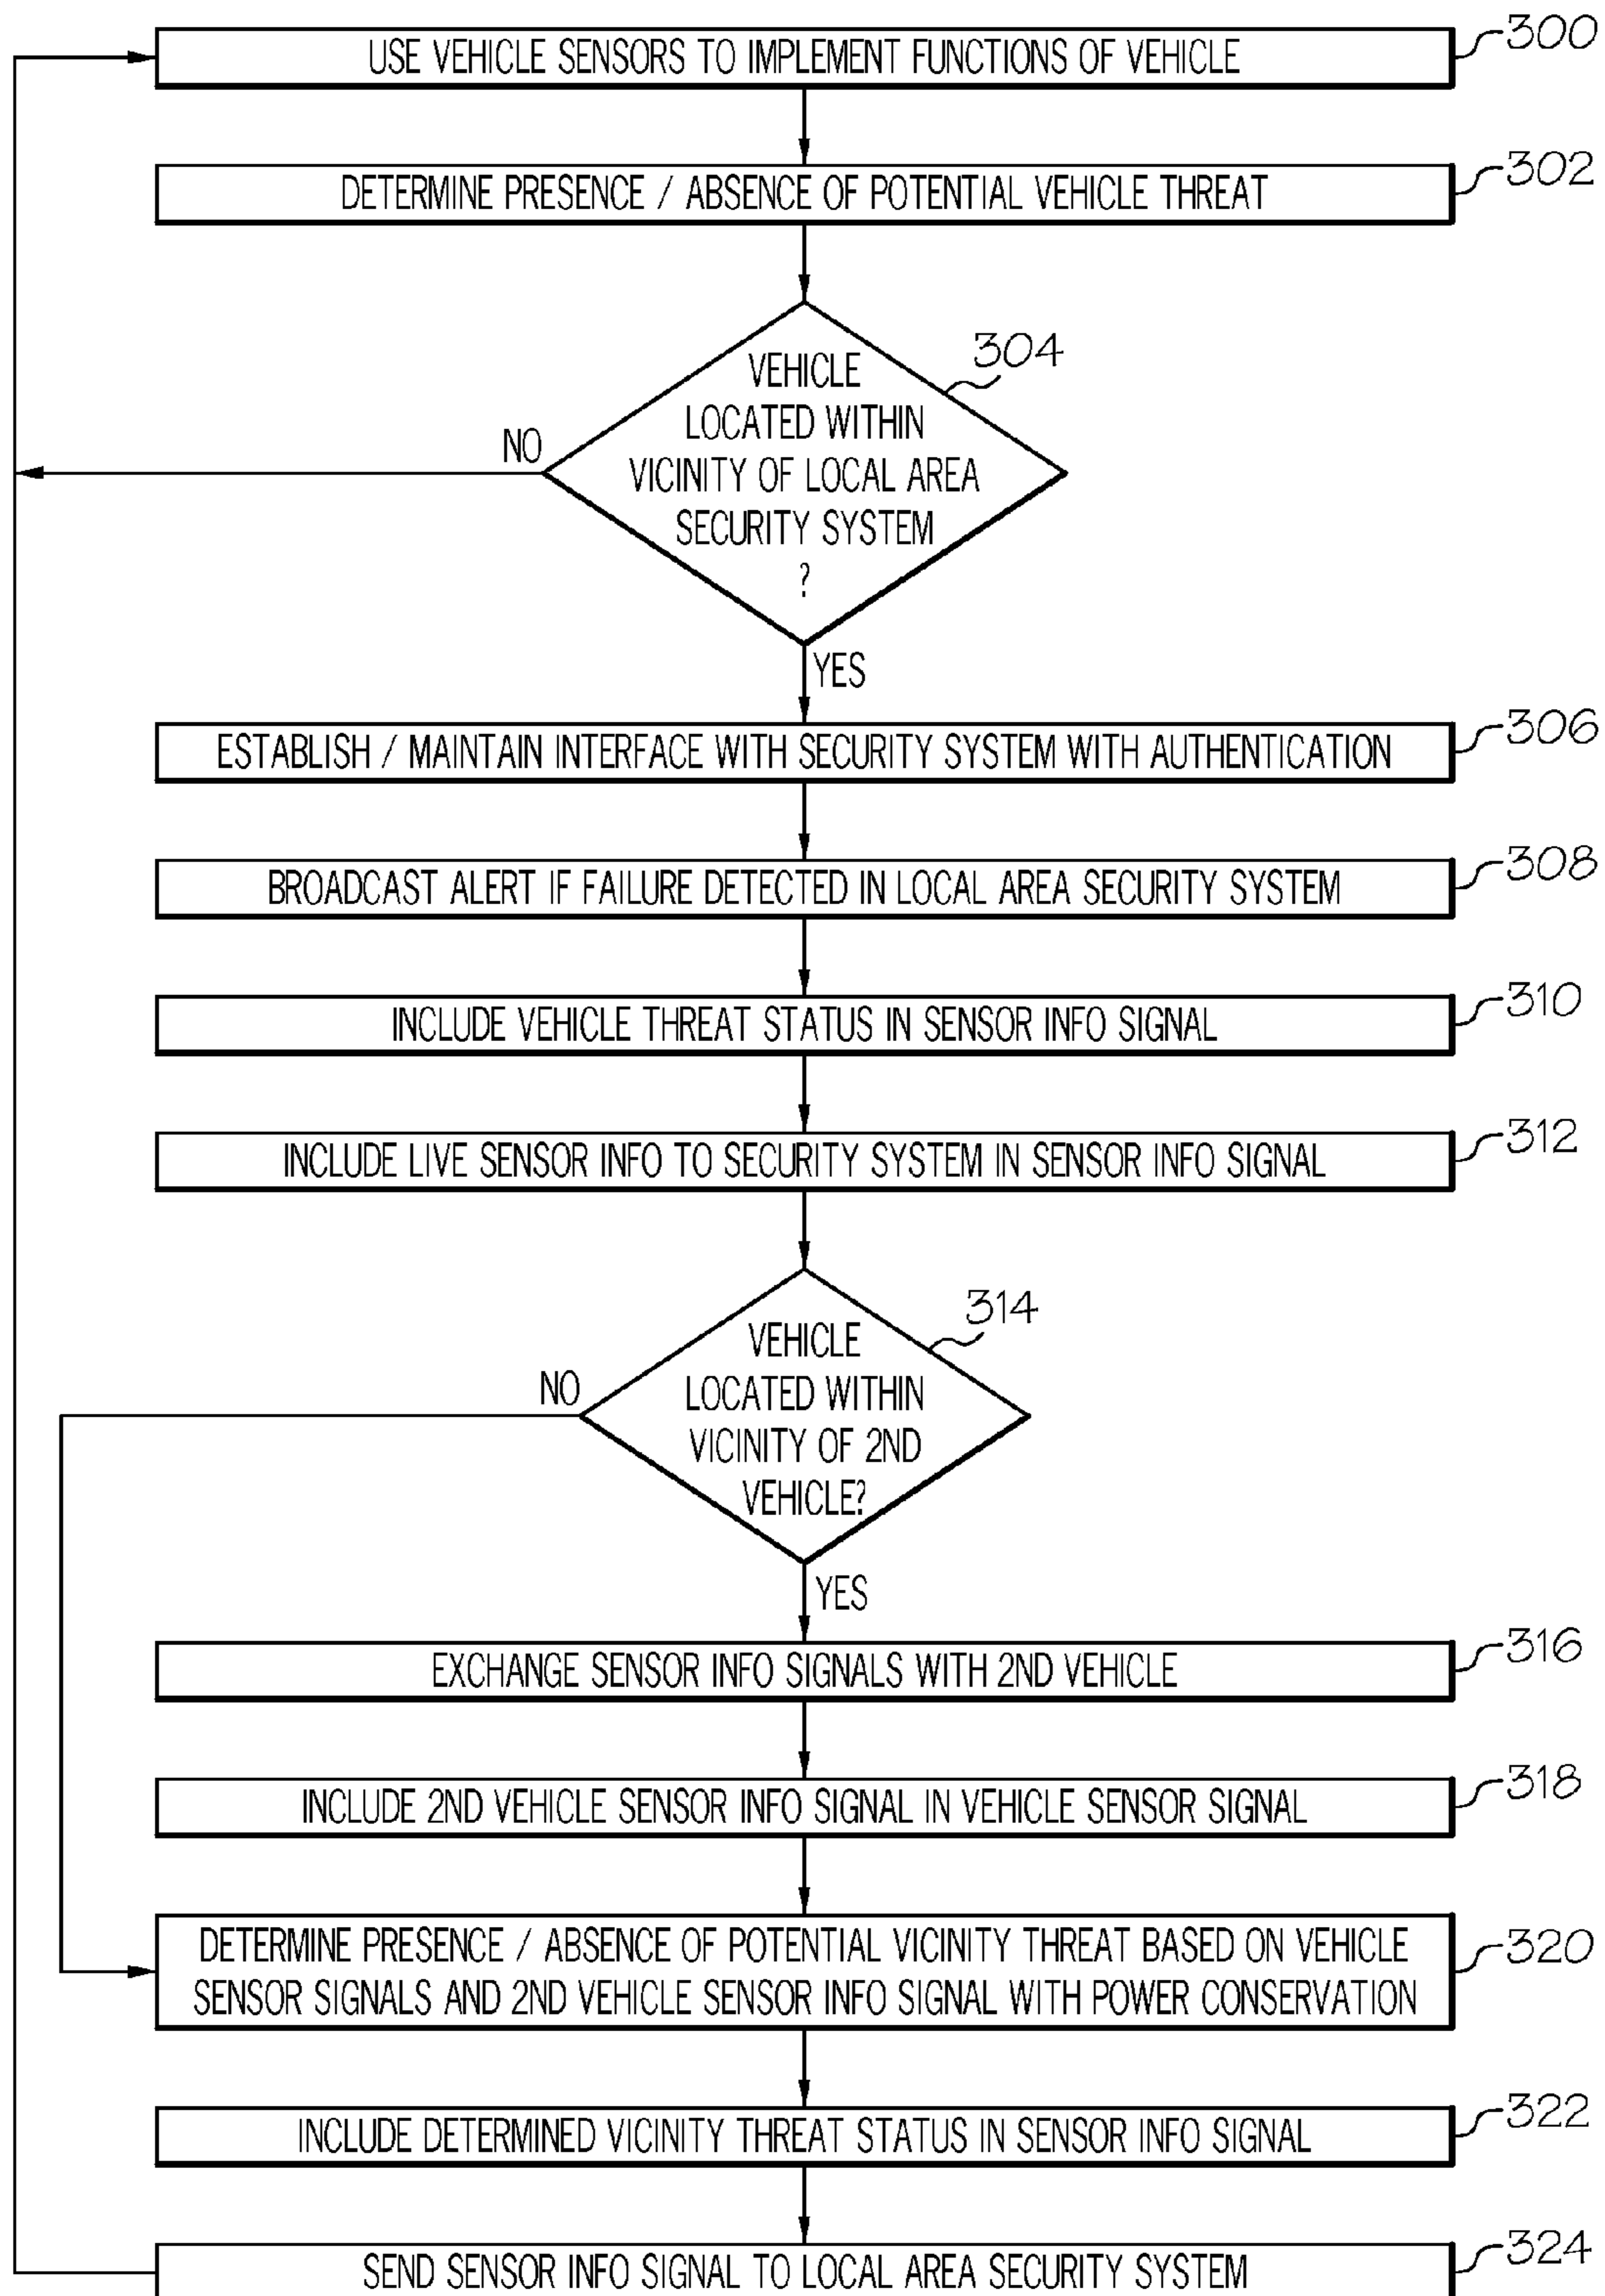 USE VEHICLE SENSORS TO IMPLEMENT FUNCTIONS OF VEHICLE
300
DETERMINE PRESENCE / ABSENCE OF POTENTIAL VEHICLE THREAT
302
304
VEHICLE
LOCATED WITHIN
VICINITY OF LOCAL AREA
SECURITY SYSTEM
?
NO
YES
ESTABLISH / MAINTAIN INTERFACE WITH SECURITY SYSTEM WITH AUTHENTICATION
306
BROADCAST ALERT IF FAILURE DETECTED IN LOCAL AREA SECURITY SYSTEM
308
INCLUDE VEHICLE THREAT STATUS IN SENSOR INFO SIGNAL
310
INCLUDE LIVE SENSOR INFO TO SECURITY SYSTEM IN SENSOR INFO SIGNAL
312
314
VEHICLE
LOCATED WITHIN
VICINITY OF 2ND
VEHICLE?
NO
YES
EXCHANGE SENSOR INFO SIGNALS WITH 2ND VEHICLE
316
INCLUDE 2ND VEHICLE SENSOR INFO SIGNAL IN VEHICLE SENSOR SIGNAL
318
DETERMINE PRESENCE / ABSENCE OF POTENTIAL VICINITY THREAT BASED ON VEHICLE
SENSOR SIGNALS AND 2ND VEHICLE SENSOR INFO SIGNAL WITH POWER CONSERVATION
320
INCLUDE DETERMINED VICINITY THREAT STATUS IN SENSOR INFO SIGNAL
322
SEND SENSOR INFO SIGNAL TO LOCAL AREA SECURITY SYSTEM
324